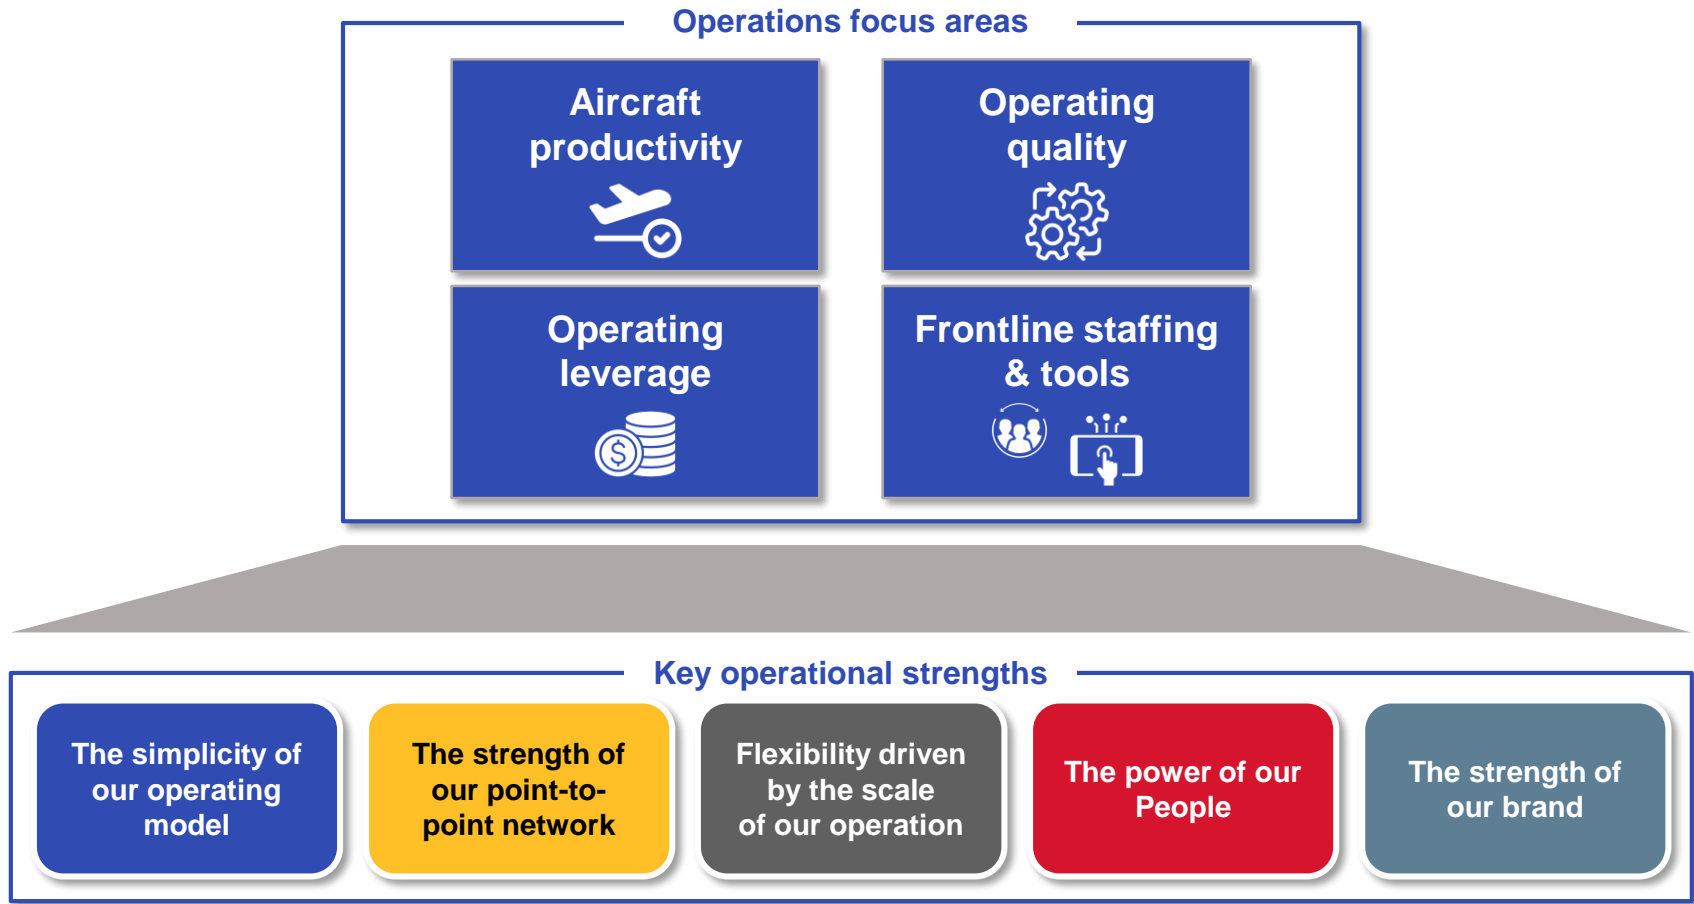 Operations focus areas
Aircraft
productivity
Operating
quality
Operating
leverage
$
Frontline staffing
& tools
Key operational strengths
The simplicity of
our operating
model
The strength of
our point-to-
point network
Flexibility driven
by the scale
of our operation
The power of our
People
The strength of
our brand